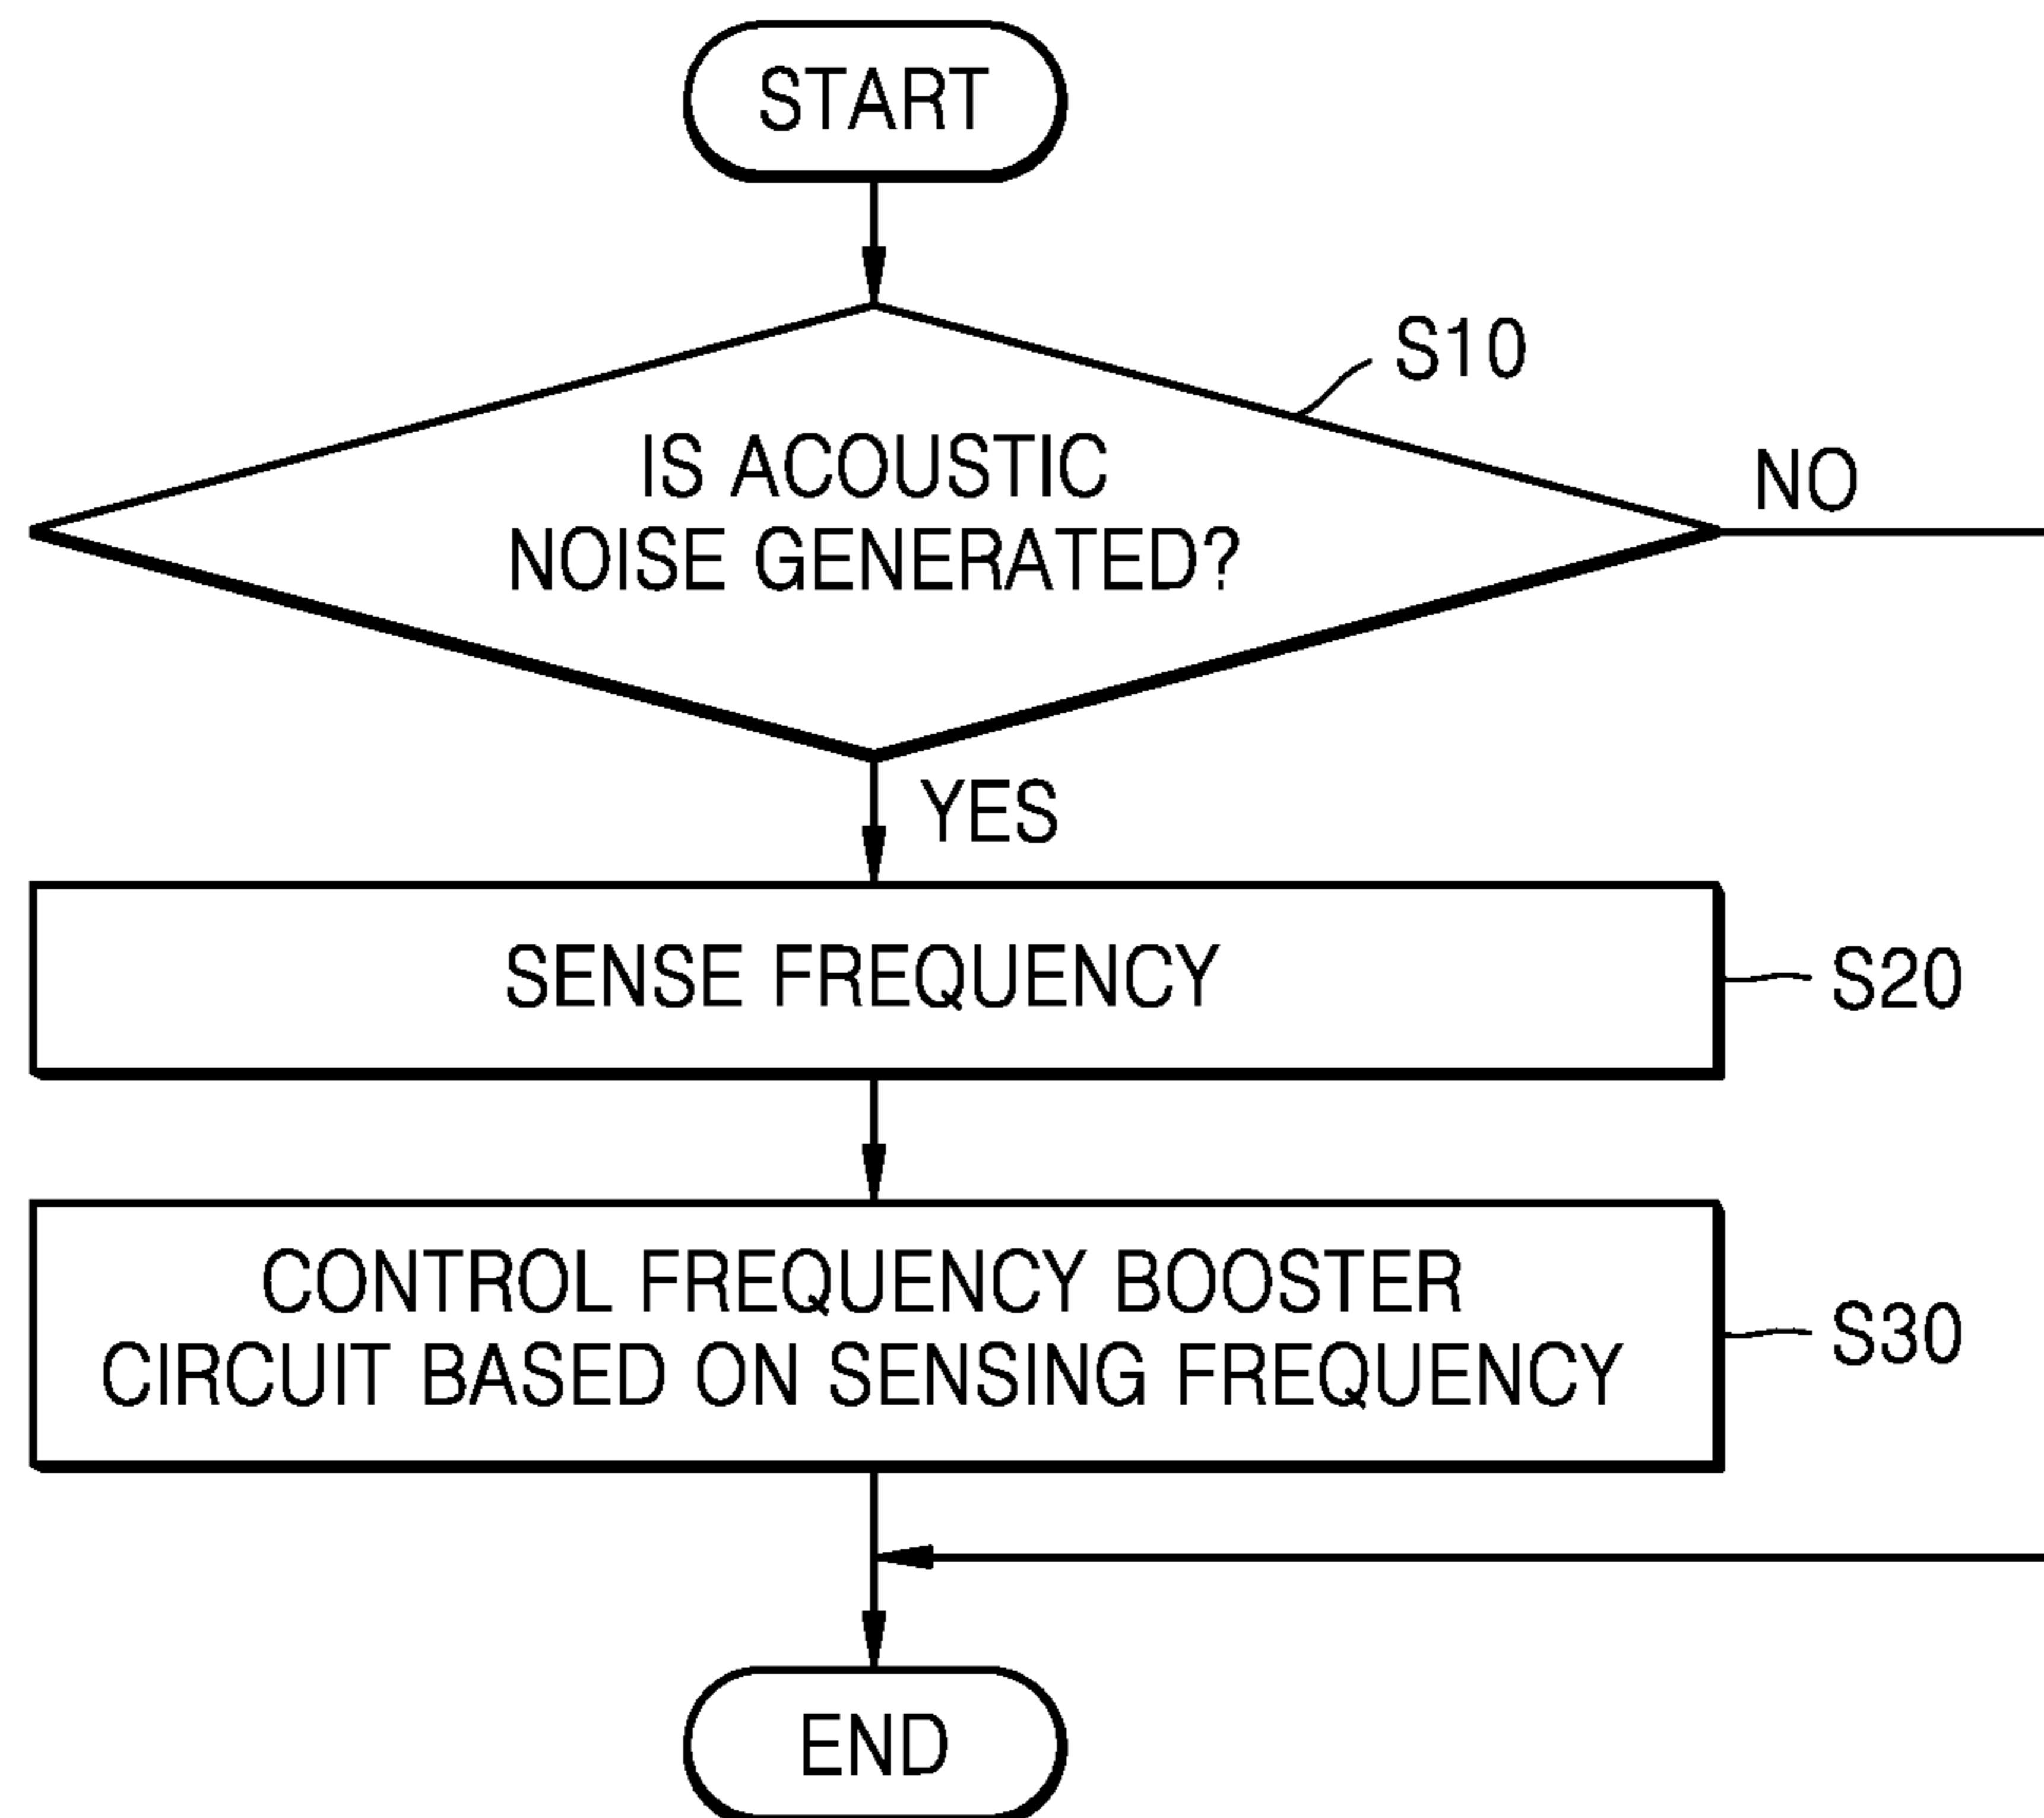 START
S10
IS ACOUSTIC
NOISE GENERATED?
NO
YES
SENSE FREQUENCY
S20
CONTROL FREQUENCY BOOSTER
CIRCUIT BASED ON SENSING FREQUENCY
S30
END